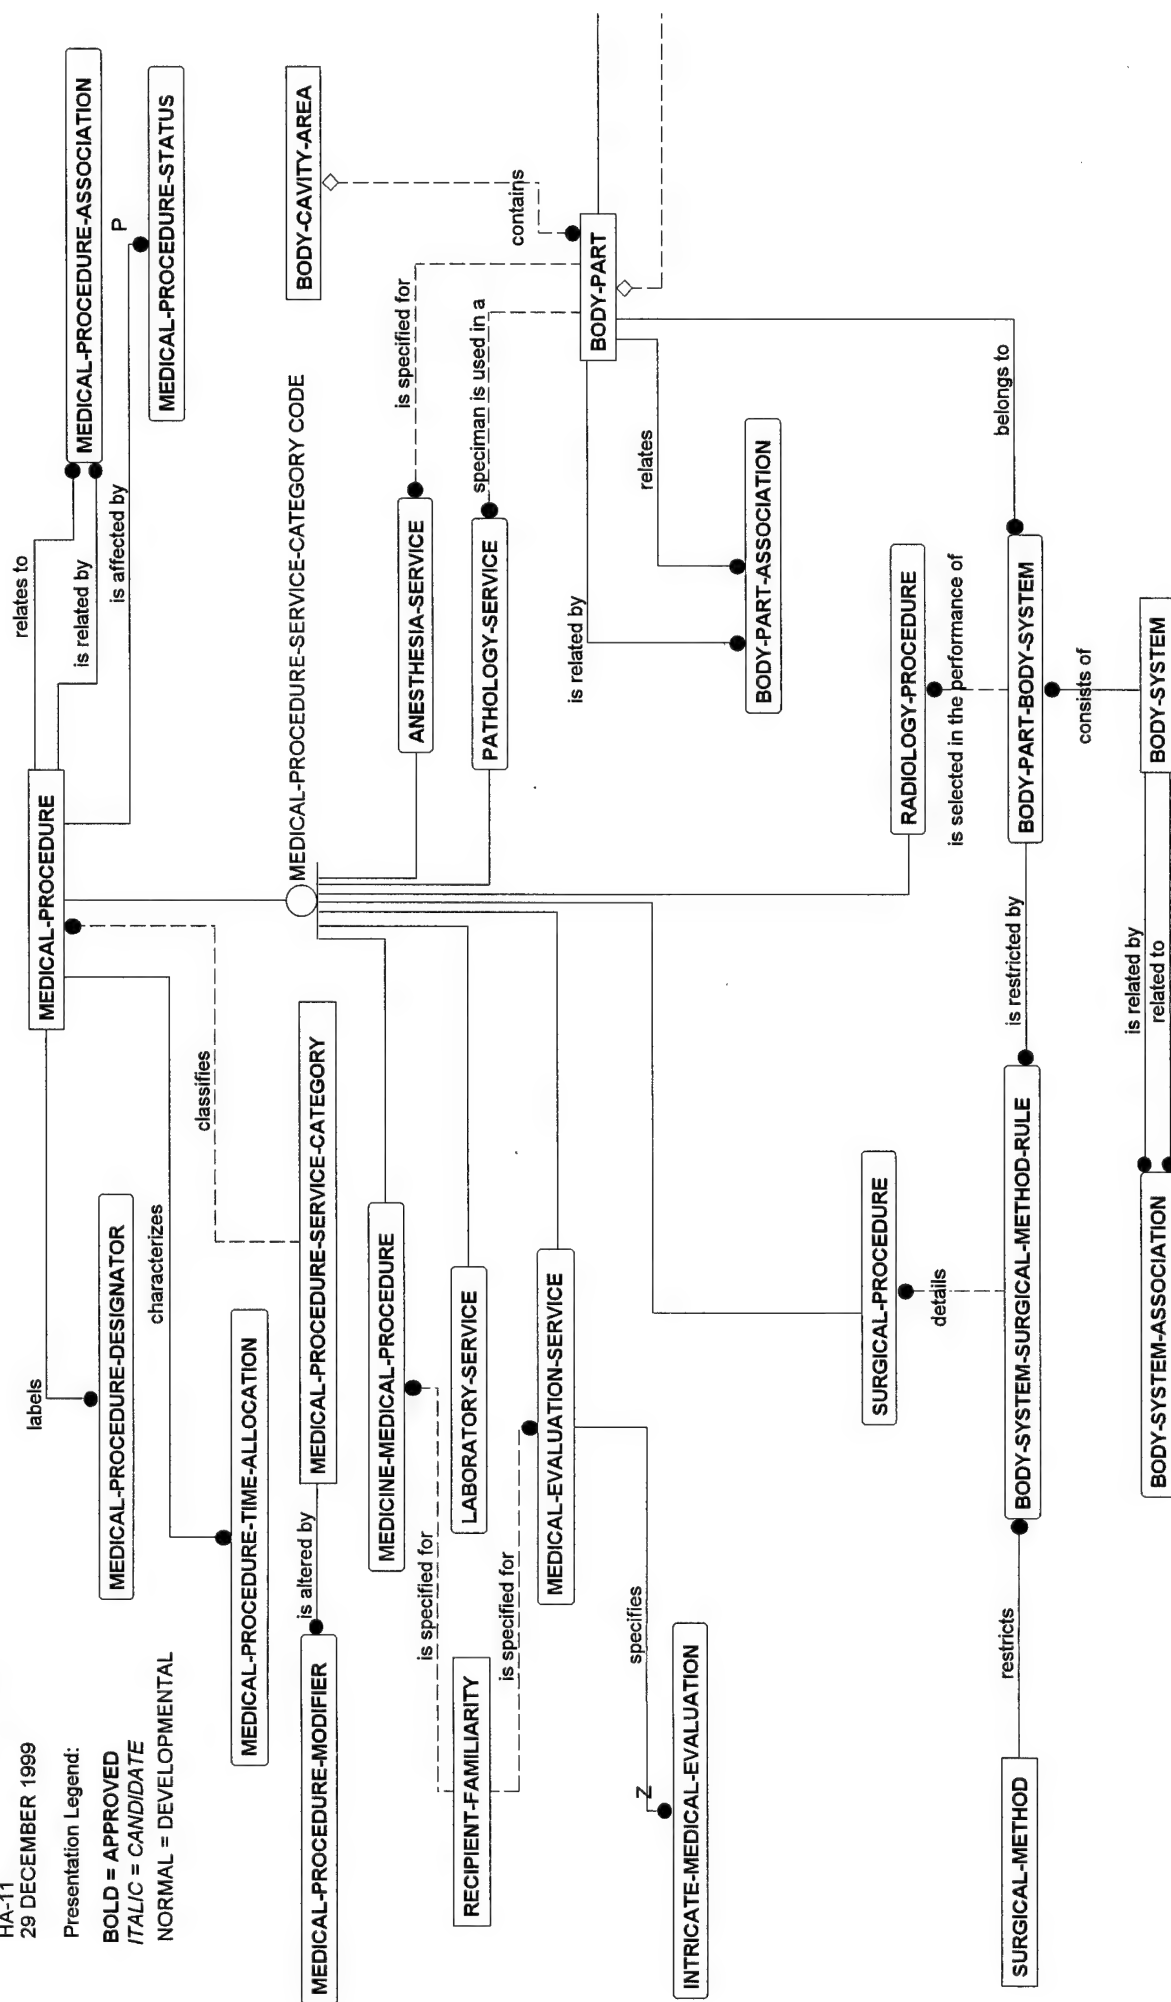 HA-11
29 DECEMBER 1999
Presentation Legend:
BOLD = APPROVED
ITALIC = CANDIDATE
NORMAL = DEVELOPMENTAL
labels
MEDICAL-PROCEDURE
relates to
MEDICAL-PROCEDURE-ASSOCIATION
is related by
is affected by
P
MEDICAL-PROCEDURE-STATUS
MEDICAL-PROCEDURE-DESIGNATOR
characterizes
classifies
MEDICAL-PROCEDURE-TIME-ALLOCATION
MEDICAL-PROCEDURE-MODIFIER
is altered by
MEDICAL-PROCEDURE-SERVICE-CATEGORY
MEDICAL-PROCEDURE-SERVICE-CATEGORY CODE
BODY-CAVITY-AREA
MEDICINE-MEDICAL-PROCEDURE
ANESTHESIA-SERVICE
is specified for
is specified for
RECIPIENT-FAMILIARITY
LABORATORY-SERVICE
PATHOLOGY-SERVICE
speciman is used in a
contains
is specified for
MEDICAL-EVALUATION-SERVICE
is related by
BODY-PART
specifies
relates
Z
INTRICATE-MEDICAL-EVALUATION
BODY-PART-ASSOCIATION
SURGICAL-PROCEDURE
RADIOLOGY-PROCEDURE
details
is selected in the performance of
belongs to
restricts
is restricted by
SURGICAL-METHOD
BODY-SYSTEM-SURGICAL-METHOD-RULE
BODY-PART-BODY-SYSTEM
consists of
is related by
related to
BODY-SYSTEM-ASSOCIATION
BODY-SYSTEM